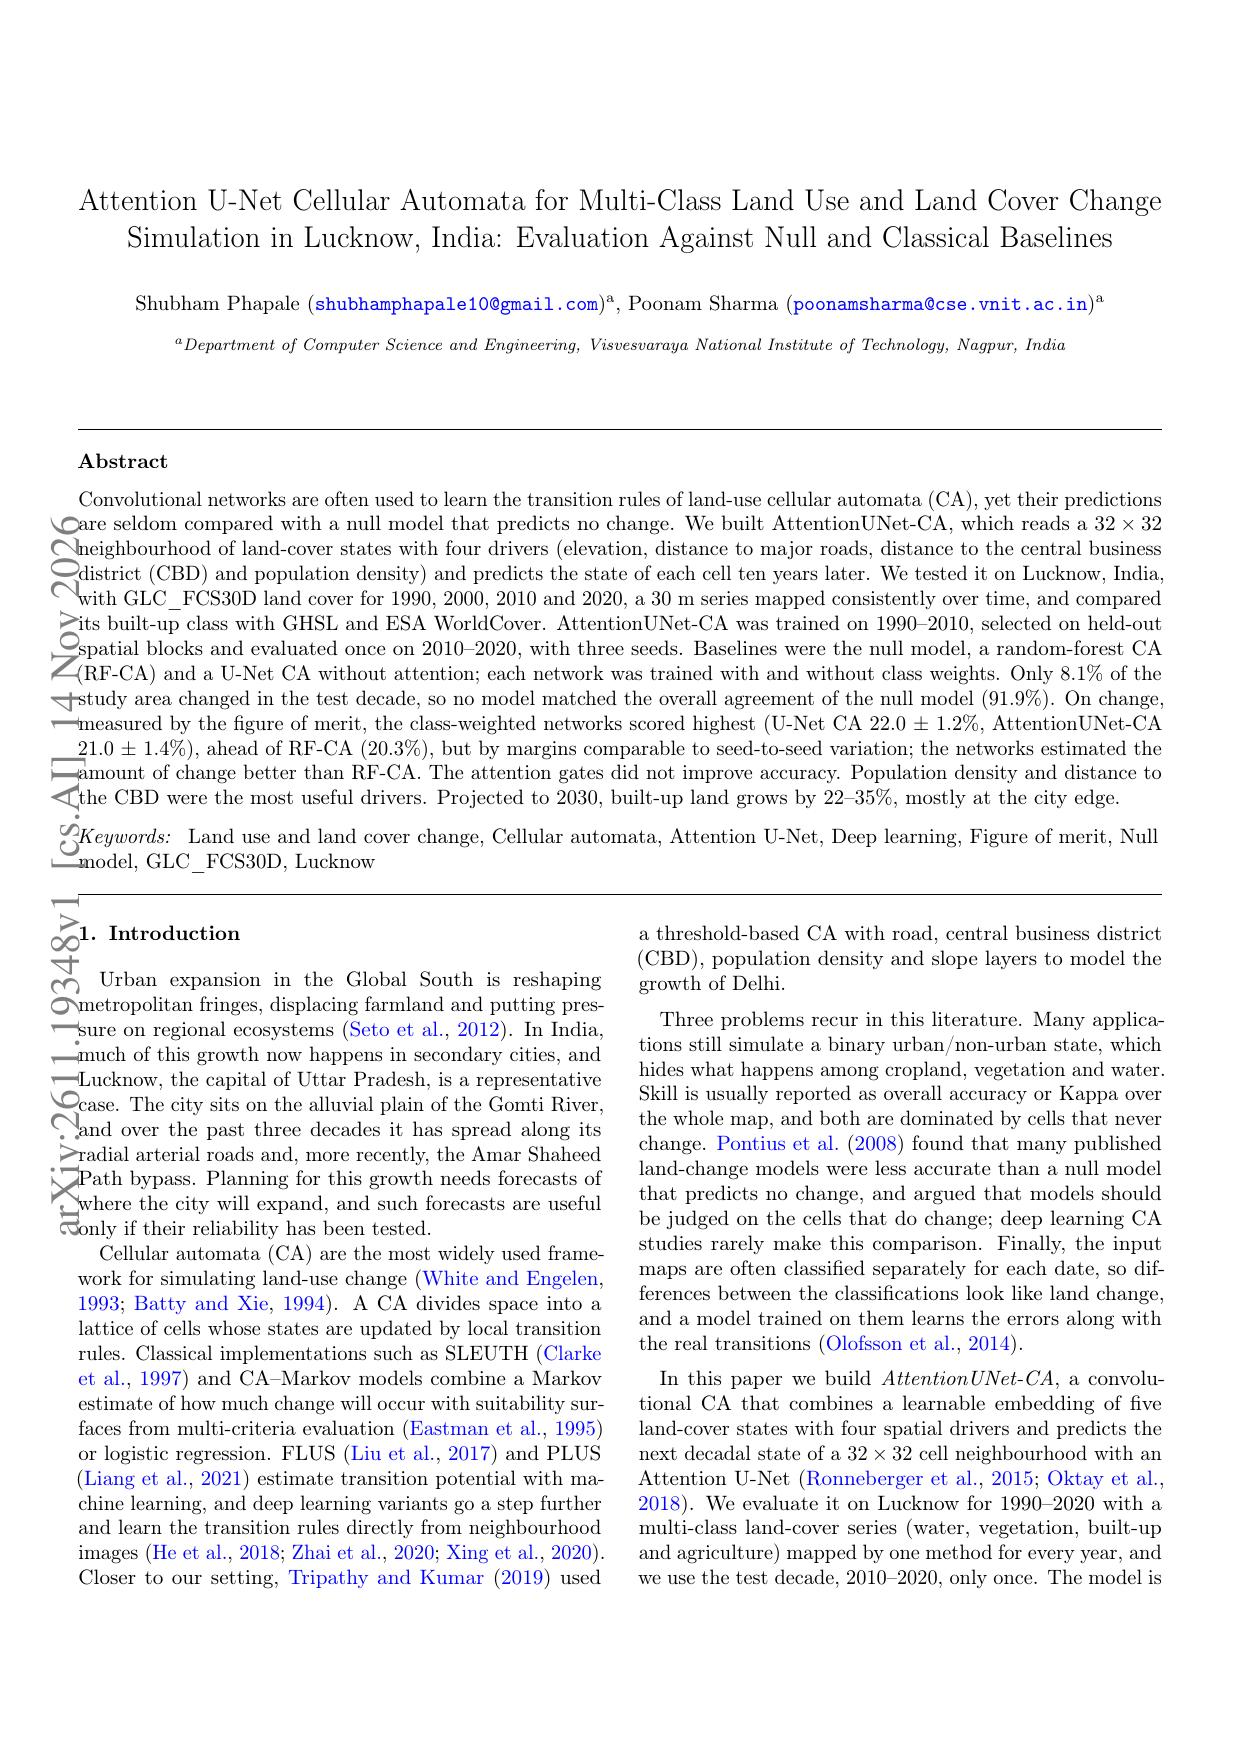 Attention U-Net Cellular Automata for Multi-Class Land Use and Land Cover Change
Simulation in Lucknow, India: Evaluation Against Null and Classical Baselines
Shubham Phapale (shubhamphapale10@gmail.com)ᵃ, Poonam Sharma (poonamsharma@cse.vnit.ac.in)ᵃ
ᵃDepartment of Computer Science and Engineering, Visvesvaraya National Institute of Technology, Nagpur, India
arXiv:2611.19348v1 [cs.AI] 14 Nov 2026
Abstract
Convolutional networks are often used to learn the transition rules of land-use cellular automata (CA), yet their predictions
are seldom compared with a null model that predicts no change. We built AttentionUNet-CA, which reads a 32 × 32
neighbourhood of land-cover states with four drivers (elevation, distance to major roads, distance to the central business
district (CBD) and population density) and predicts the state of each cell ten years later. We tested it on Lucknow, India,
with GLC_FCS30D land cover for 1990, 2000, 2010 and 2020, a 30 m series mapped consistently over time, and compared
its built-up class with GHSL and ESA WorldCover. AttentionUNet-CA was trained on 1990–2010, selected on held-out
spatial blocks and evaluated once on 2010–2020, with three seeds. Baselines were the null model, a random-forest CA
(RF-CA) and a U-Net CA without attention; each network was trained with and without class weights. Only 8.1% of the
study area changed in the test decade, so no model matched the overall agreement of the null model (91.9%). On change,
measured by the figure of merit, the class-weighted networks scored highest (U-Net CA 22.0 ± 1.2%, AttentionUNet-CA
21.0 ± 1.4%), ahead of RF-CA (20.3%), but by margins comparable to seed-to-seed variation; the networks estimated the
amount of change better than RF-CA. The attention gates did not improve accuracy. Population density and distance to
the CBD were the most useful drivers. Projected to 2030, built-up land grows by 22–35%, mostly at the city edge.
Keywords: Land use and land cover change, Cellular automata, Attention U-Net, Deep learning, Figure of merit, Null
model, GLC_FCS30D, Lucknow
1. Introduction
Urban expansion in the Global South is reshaping
metropolitan fringes, displacing farmland and putting pres-
sure on regional ecosystems (Seto et al., 2012). In India,
much of this growth now happens in secondary cities, and
Lucknow, the capital of Uttar Pradesh, is a representative
case. The city sits on the alluvial plain of the Gomti River,
and over the past three decades it has spread along its
radial arterial roads and, more recently, the Amar Shaheed
Path bypass. Planning for this growth needs forecasts of
where the city will expand, and such forecasts are useful
only if their reliability has been tested.
Cellular automata (CA) are the most widely used frame-
work for simulating land-use change (White and Engelen,
1993; Batty and Xie, 1994). A CA divides space into a
lattice of cells whose states are updated by local transition
rules. Classical implementations such as SLEUTH (Clarke
et al., 1997) and CA–Markov models combine a Markov
estimate of how much change will occur with suitability sur-
faces from multi-criteria evaluation (Eastman et al., 1995)
or logistic regression. FLUS (Liu et al., 2017) and PLUS
(Liang et al., 2021) estimate transition potential with ma-
chine learning, and deep learning variants go a step further
and learn the transition rules directly from neighbourhood
images (He et al., 2018; Zhai et al., 2020; Xing et al., 2020).
Closer to our setting, Tripathy and Kumar (2019) used
a threshold-based CA with road, central business district
(CBD), population density and slope layers to model the
growth of Delhi.
Three problems recur in this literature. Many applica-
tions still simulate a binary urban/non-urban state, which
hides what happens among cropland, vegetation and water.
Skill is usually reported as overall accuracy or Kappa over
the whole map, and both are dominated by cells that never
change. Pontius et al. (2008) found that many published
land-change models were less accurate than a null model
that predicts no change, and argued that models should
be judged on the cells that do change; deep learning CA
studies rarely make this comparison. Finally, the input
maps are often classified separately for each date, so dif-
ferences between the classifications look like land change,
and a model trained on them learns the errors along with
the real transitions (Olofsson et al., 2014).
In this paper we build AttentionUNet-CA, a convolu-
tional CA that combines a learnable embedding of five
land-cover states with four spatial drivers and predicts the
next decadal state of a 32 × 32 cell neighbourhood with an
Attention U-Net (Ronneberger et al., 2015; Oktay et al.,
2018). We evaluate it on Lucknow for 1990–2020 with a
multi-class land-cover series (water, vegetation, built-up
and agriculture) mapped by one method for every year, and
we use the test decade, 2010–2020, only once. The model is